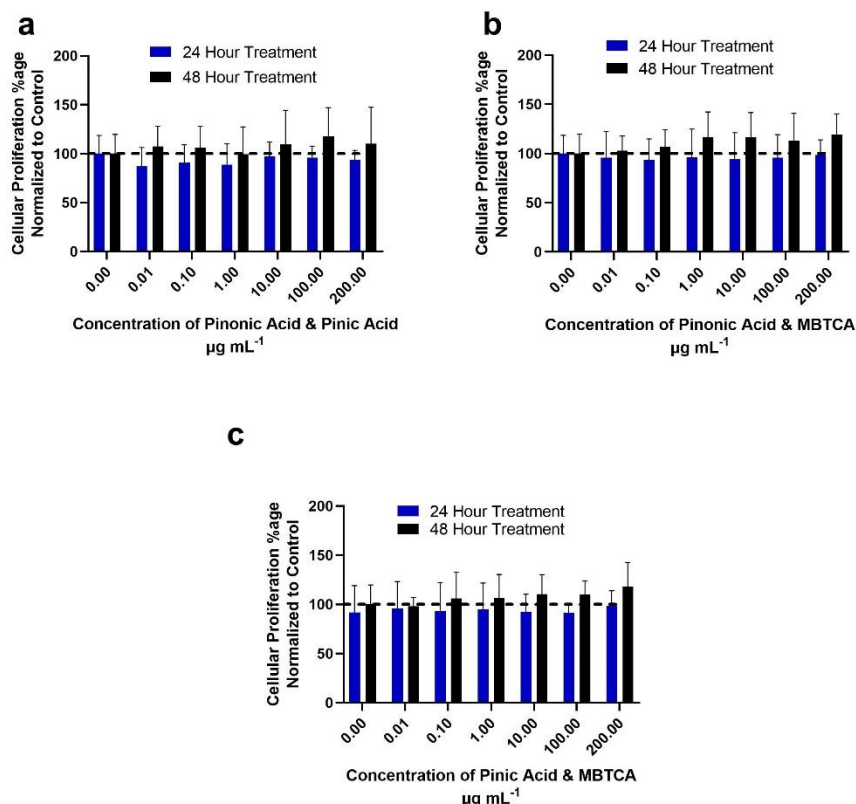 a
24 Hour Treatment
48 Hour Treatment
Cellular Proliferation %age
Normalized to Control
200
150
100
50
0
0.00 0.01 0.10 1.00 10.00 100.00 200.00
Concentration of Pinonic Acid & Pinic Acid
µg mL⁻¹
b
24 Hour Treatment
48 Hour Treatment
Cellular Proliferation %age
Normalized to Control
200
150
100
50
0
0.00 0.01 0.10 1.00 10.00 100.00 200.00
Concentration of Pinonic Acid & MBTCA
µg mL⁻¹
c
24 Hour Treatment
48 Hour Treatment
Cellular Proliferation %age
Normalized to Control
200
150
100
50
0
0.00 0.01 0.10 1.00 10.00 100.00 200.00
Concentration of Pinic Acid & MBTCA
µg mL⁻¹